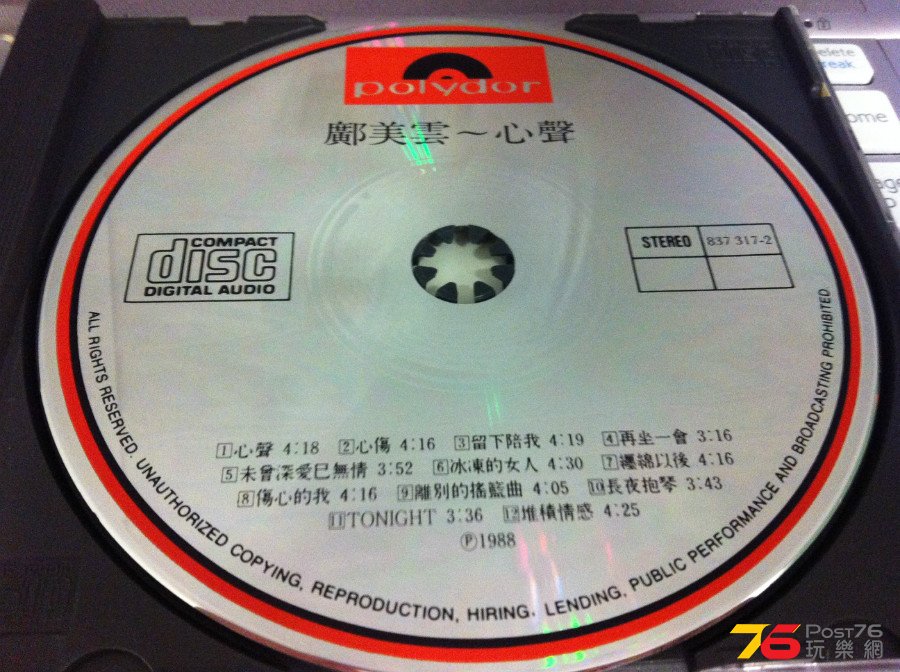 polydor
鄺美雲～心聲
COMPACT
disc
DIGITAL AUDIO
STEREO 837 317-2
1心聲 4:18 2心傷 4:16 3留下陪我 4:19 4再坐一會 3:16
5未曾深愛已無情 3:52 6冰凍的女人 4:30 7纏綿以後 4:16
8傷心的我 4:16 9離別的搖籃曲 4:05 10長夜抱琴 3:43
11TONIGHT 3:36 12堆積情感 4:25
Ⓟ1988
ALL RIGHTS RESERVED. UNAUTHORIZED COPYING, REPRODUCTION, HIRING, LENDING, PUBLIC PERFORMANCE AND BROADCASTING PROHIBITED
elete
reak
ome
76 POST76
玩樂網